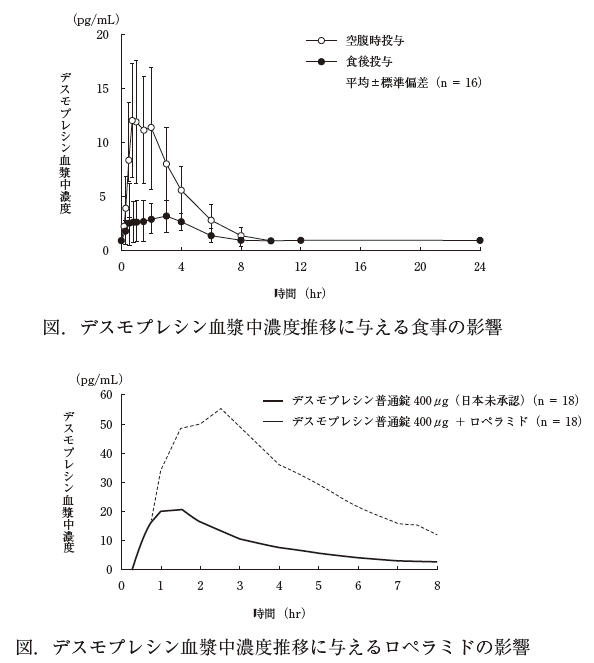 (pg/mL)
デスモプレシン血漿中濃度
20
15
10
5
0
0 4 8 12 16 20 24
空腹時投与
食後投与
平均±標準偏差（n = 16）
時間（hr）
図．デスモプレシン血漿中濃度推移に与える食事の影響
(pg/mL)
デスモプレシン血漿中濃度
60
50
40
30
20
10
0
0 1 2 3 4 5 6 7 8
デスモプレシン普通錠 400μg（日本未承認）（n = 18）
デスモプレシン普通錠 400μg ＋ ロペラミド（n = 18）
時間（hr）
図．デスモプレシン血漿中濃度推移に与えるロペラミドの影響